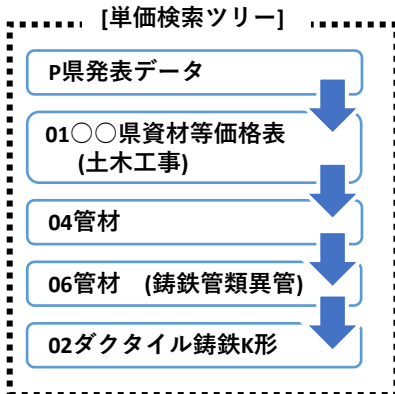 [単価検索ツリー]
P県発表データ
01○○県資材等価格表
(土木工事)
04管材
06管材　(鋳鉄管類異管)
02ダクタイル鋳鉄K形